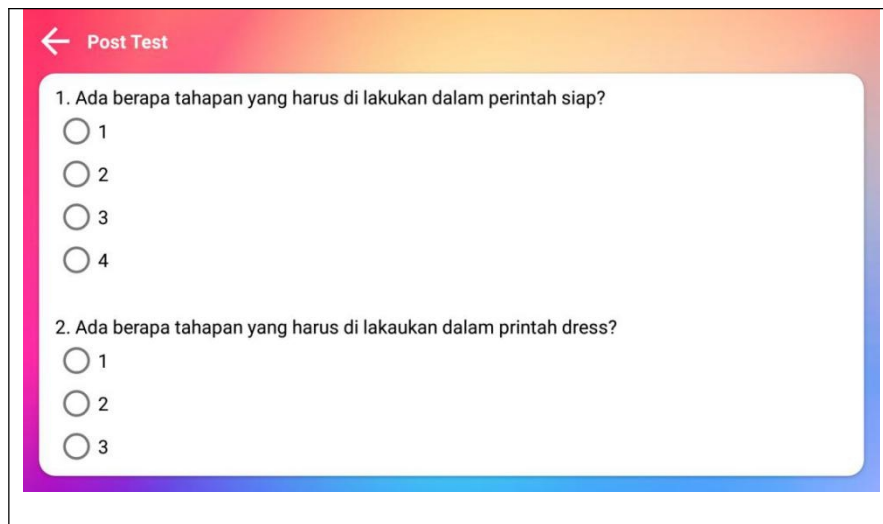 Post Test
1. Ada berapa tahapan yang harus di lakukan dalam perintah siap?
1
2
3
4
2. Ada berapa tahapan yang harus di lakaukan dalam printah dress?
1
2
3